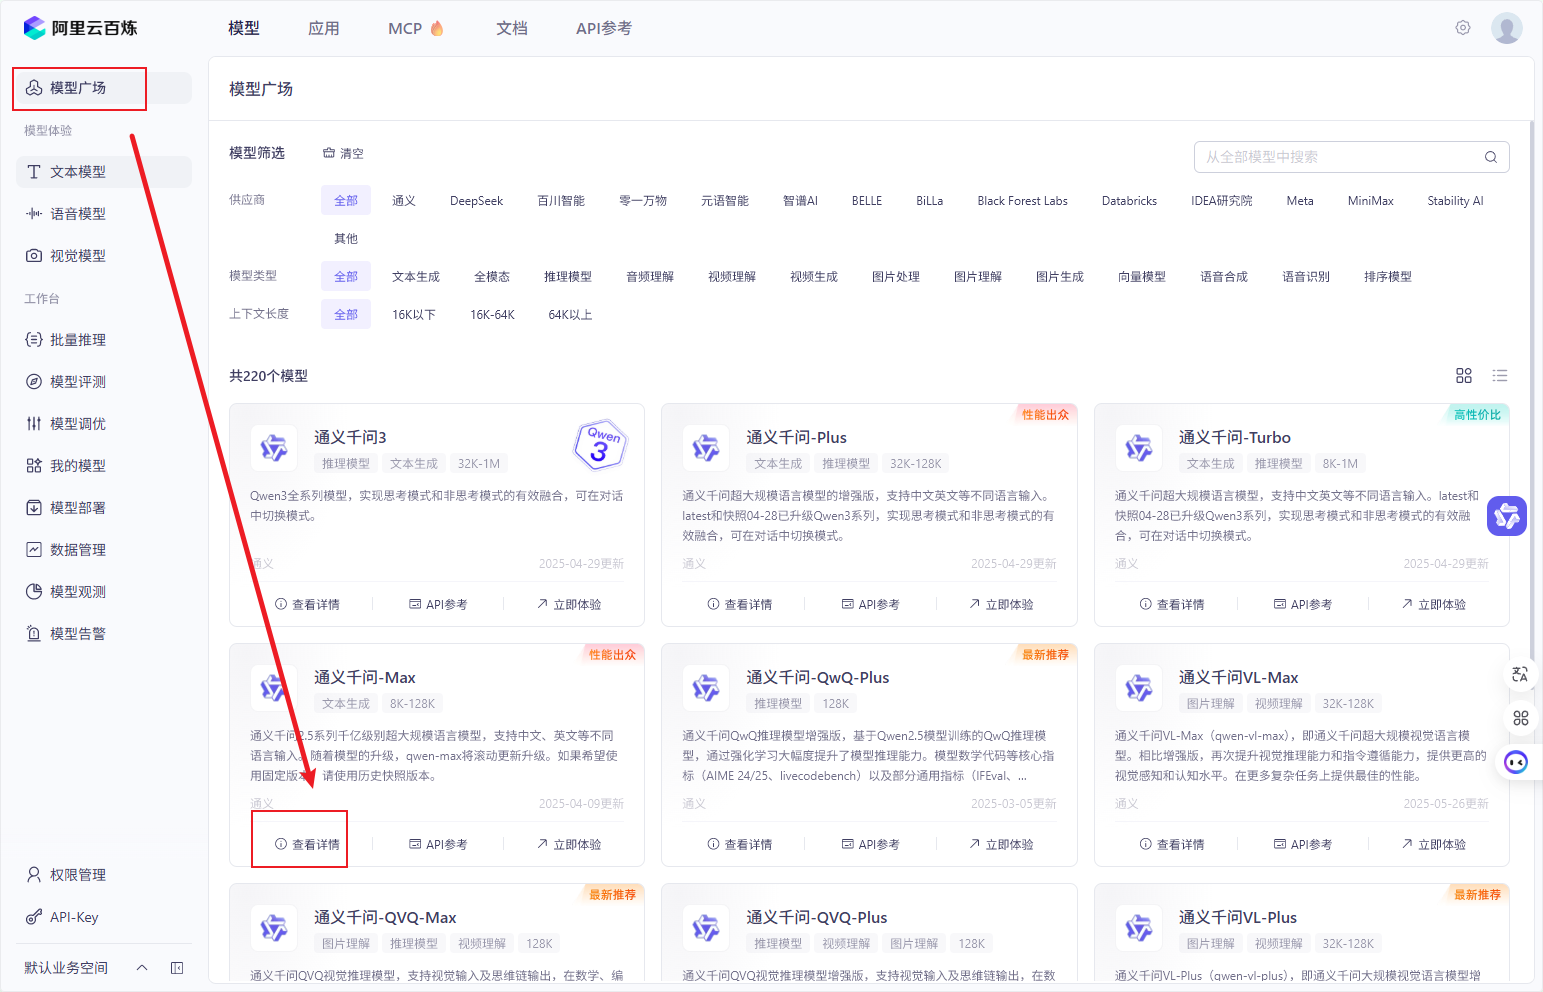 阿里云百炼
模型
应用
MCP
文档
API参考
模型广场
模型体验
文本模型
语音模型
视觉模型
工作台
批量推理
模型评测
模型调优
我的模型
模型部署
数据管理
模型观测
模型告警
权限管理
API-Key
默认业务空间
模型广场
模型筛选 清空
从全部模型中搜索
供应商 全部 通义 DeepSeek 百川智能 零一万物 元语智能 智谱AI BELLE BiLLa Black Forest Labs Databricks IDEA研究院 Meta MiniMax Stability AI
其他
模型类型 全部 文本生成 全模态 推理模型 音频理解 视频理解 视频生成 图片处理 图片理解 图片生成 向量模型 语音合成 语音识别 排序模型
上下文长度 全部 16K以下 16K-64K 64K以上
共220个模型
通义千问3
Qwen
3
推理模型 文本生成 32K-1M
Qwen3全系列模型，实现思考模式和非思考模式的有效融合，可在对话
中切换模式。
通义 2025-04-29更新
查看详情 API参考 立即体验
性能出众
通义千问-Plus
文本生成 推理模型 32K-128K
通义千问超大规模语言模型的增强版，支持中文英文等不同语言输入。
latest和快照04-28已升级Qwen3系列，实现思考模式和非思考模式的有
效融合，可在对话中切换模式。
通义 2025-04-29更新
查看详情 API参考 立即体验
高性价比
通义千问-Turbo
文本生成 推理模型 8K-1M
通义千问超大规模语言模型，支持中文英文等不同语言输入。latest和
快照04-28已升级Qwen3系列，实现思考模式和非思考模式的有效融
合，可在对话中切换模式。
通义 2025-04-29更新
查看详情 API参考 立即体验
性能出众
通义千问-Max
文本生成 8K-128K
通义千问2.5系列千亿级别超大规模语言模型，支持中文、英文等不同
语言输入。随着模型的升级，qwen-max将滚动更新升级。如果希望使
用固定版本，请使用历史快照版本。
通义 2025-04-09更新
查看详情 API参考 立即体验
最新推荐
通义千问-QwQ-Plus
推理模型 128K
通义千问QwQ推理模型增强版，基于Qwen2.5模型训练的QwQ推理模
型，通过强化学习大幅度提升了模型推理能力。模型数学代码等核心指
标（AIME 24/25、livecodebench）以及部分通用指标（IFEval、...
通义 2025-03-05更新
查看详情 API参考 立即体验
通义千问VL-Max
图片理解 视频理解 32K-128K
通义千问VL-Max（qwen-vl-max），即通义千问超大规模视觉语言模
型。相比增强版，再次提升视觉推理能力和指令遵循能力，提供更高的
视觉感知和认知水平。在更多复杂任务上提供最佳的性能。
通义 2025-05-26更新
查看详情 API参考 立即体验
最新推荐
通义千问-QVQ-Max
图片理解 推理模型 视频理解 128K
通义千问QVQ视觉推理模型，支持视觉输入及思维链输出，在数学、编
通义千问-QVQ-Plus
推理模型 视频理解 图片理解 128K
通义千问QVQ视觉推理模型增强版，支持视觉输入及思维链输出，在数
最新推荐
通义千问VL-Plus
图片理解 视频理解 32K-128K
通义千问VL-Plus（qwen-vl-plus），即通义千问大规模视觉语言模型增